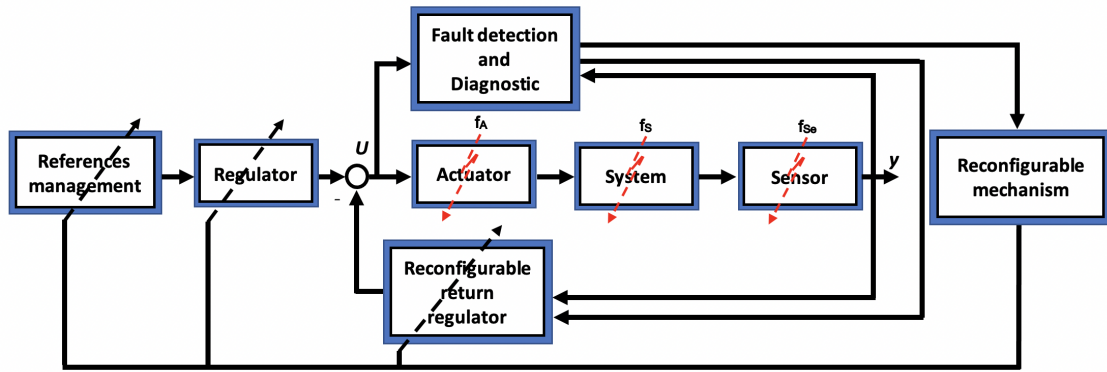 Fault detection
and
Diagnostic
References
management
Regulator
U
-
fA
Actuator
fS
System
fSe
Sensor
y
Reconfigurable
mechanism
Reconfigurable
return
regulator